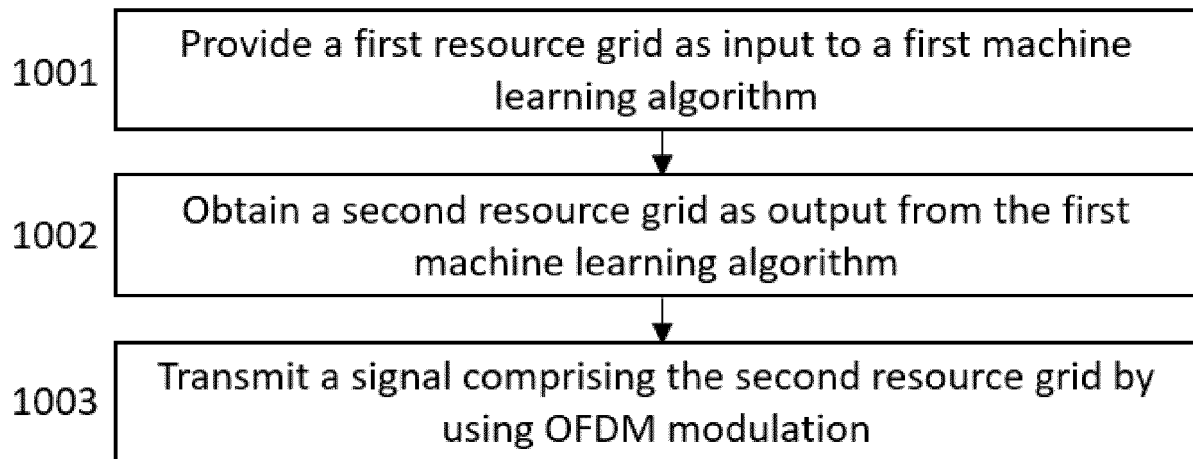 1001
Provide a first resource grid as input to a first machine
learning algorithm
1002
Obtain a second resource grid as output from the first
machine learning algorithm
1003
Transmit a signal comprising the second resource grid by
using OFDM modulation